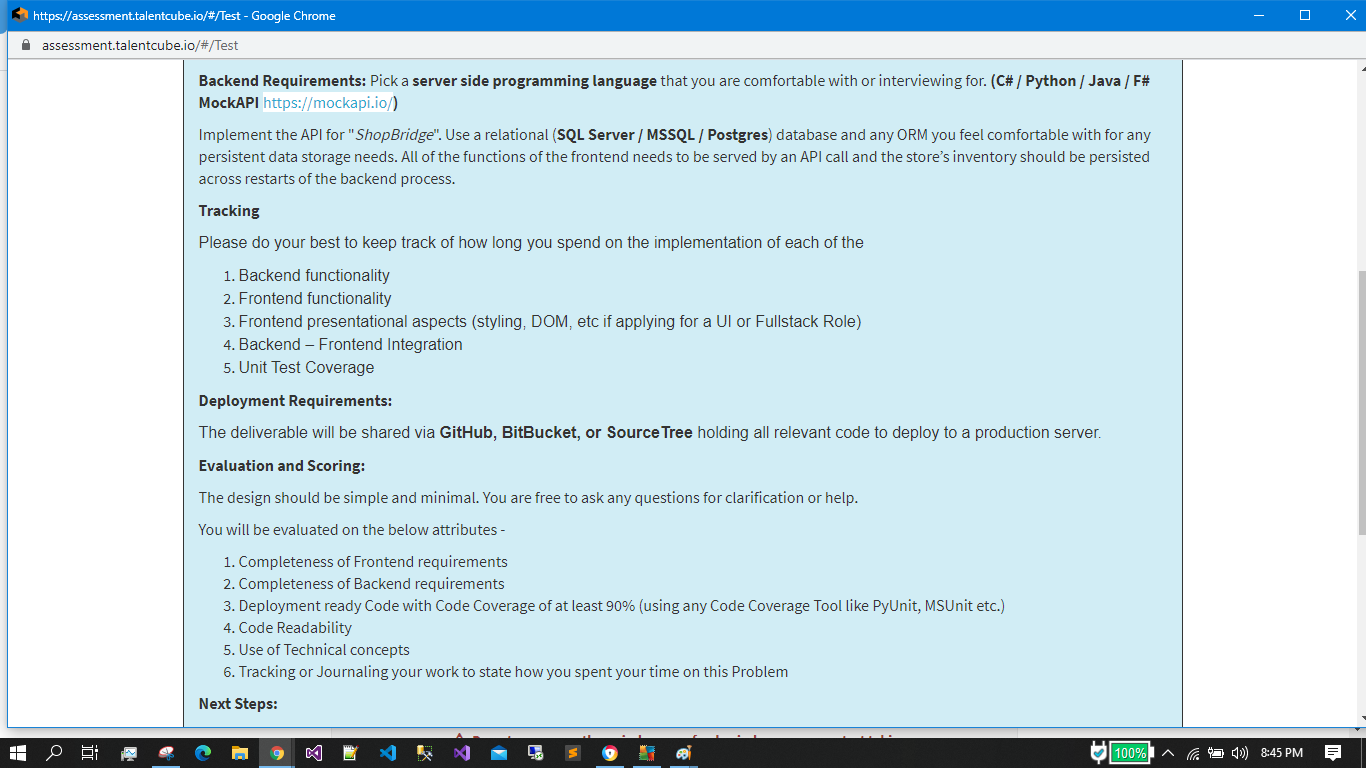 https://assessment.talentcube.io/#/Test - Google Chrome
assessment.talentcube.io/#/Test
Backend Requirements: Pick a server side programming language that you are comfortable with or interviewing for. (C# / Python / Java / F#
MockAPI https://mockapi.io/)
Implement the API for "ShopBridge". Use a relational (SQL Server / MSSQL / Postgres) database and any ORM you feel comfortable with for any
persistent data storage needs. All of the functions of the frontend needs to be served by an API call and the store’s inventory should be persisted
across restarts of the backend process.
Tracking
Please do your best to keep track of how long you spend on the implementation of each of the
1. Backend functionality
2. Frontend functionality
3. Frontend presentational aspects (styling, DOM, etc if applying for a UI or Fullstack Role)
4. Backend – Frontend Integration
5. Unit Test Coverage
Deployment Requirements:
The deliverable will be shared via GitHub, BitBucket, or SourceTree holding all relevant code to deploy to a production server.
Evaluation and Scoring:
The design should be simple and minimal. You are free to ask any questions for clarification or help.
You will be evaluated on the below attributes -
1. Completeness of Frontend requirements
2. Completeness of Backend requirements
3. Deployment ready Code with Code Coverage of at least 90% (using any Code Coverage Tool like PyUnit, MSUnit etc.)
4. Code Readability
5. Use of Technical concepts
6. Tracking or Journaling your work to state how you spent your time on this Problem
Next Steps:
100%
8:45 PM